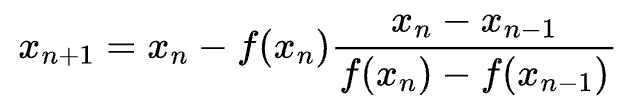 x_{n+1} = x_n - f(x_n) \frac{x_n - x_{n-1}}{f(x_n) - f(x_{n-1})}